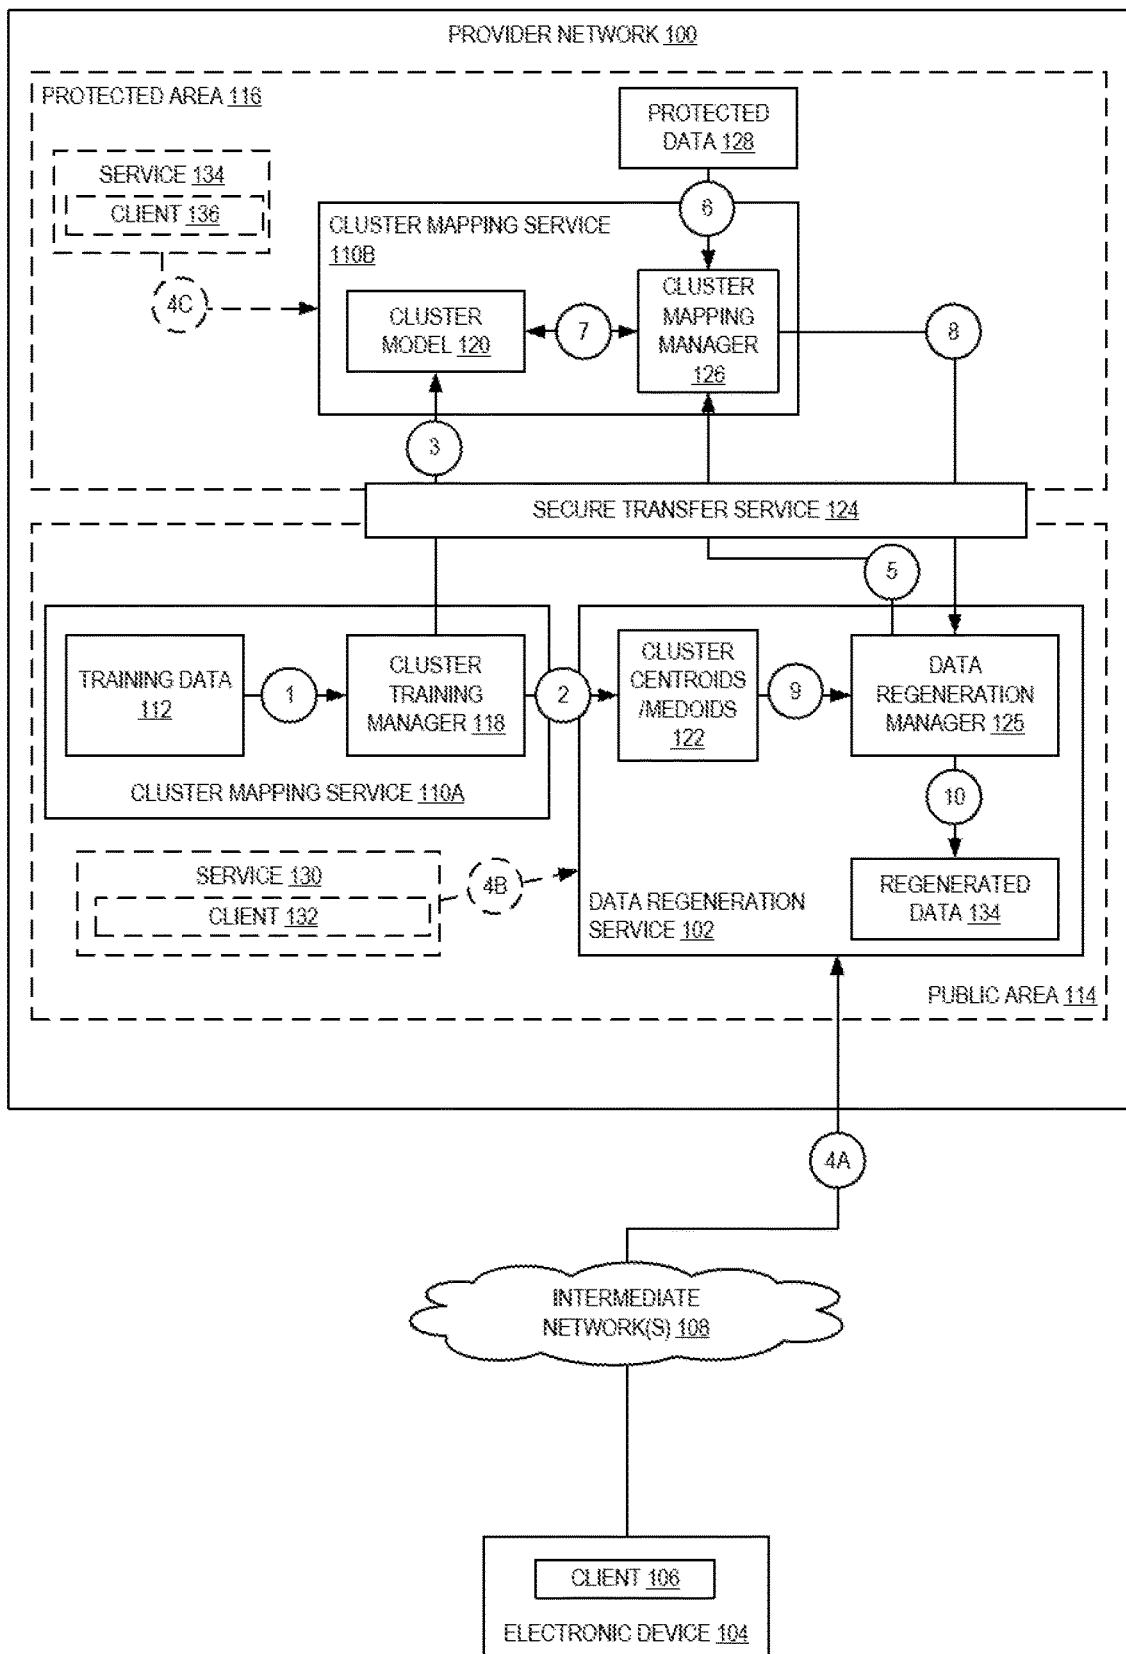 PROVIDER NETWORK 100
PROTECTED AREA 116
PROTECTED
DATA 128
SERVICE 134
CLIENT 136
6
CLUSTER MAPPING SERVICE
110B
4C
CLUSTER
MODEL 120
7
CLUSTER
MAPPING
MANAGER
126
8
3
SECURE TRANSFER SERVICE 124
5
TRAINING DATA
112
1
CLUSTER
TRAINING
MANAGER 118
2
CLUSTER
CENTROIDS
/MEDOIDS
122
9
DATA
REGENERATION
MANAGER 125
CLUSTER MAPPING SERVICE 110A
10
SERVICE 130
CLIENT 132
4B
DATA REGENERATION
SERVICE 102
REGENERATED
DATA 134
PUBLIC AREA 114
4A
INTERMEDIATE
NETWORK(S) 108
CLIENT 106
ELECTRONIC DEVICE 104